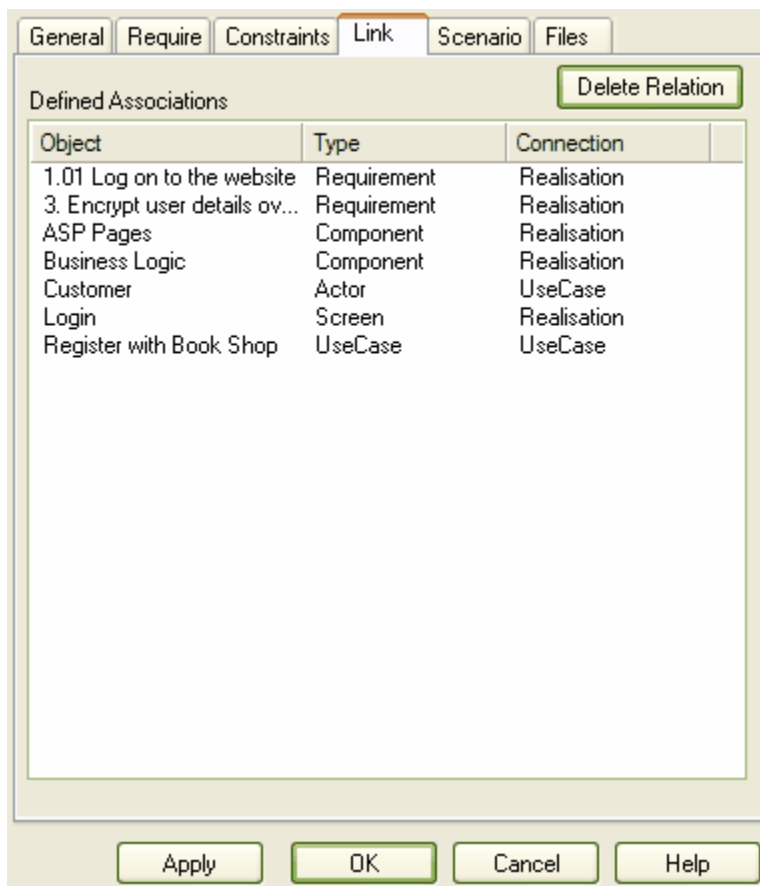 General Require Constraints Link Scenario Files
Delete Relation
Defined Associations
Object Type Connection
1.01 Log on to the website Requirement Realisation
3. Encrypt user details ov... Requirement Realisation
ASP Pages Component Realisation
Business Logic Component Realisation
Customer Actor UseCase
Login Screen Realisation
Register with Book Shop UseCase UseCase
Apply OK Cancel Help